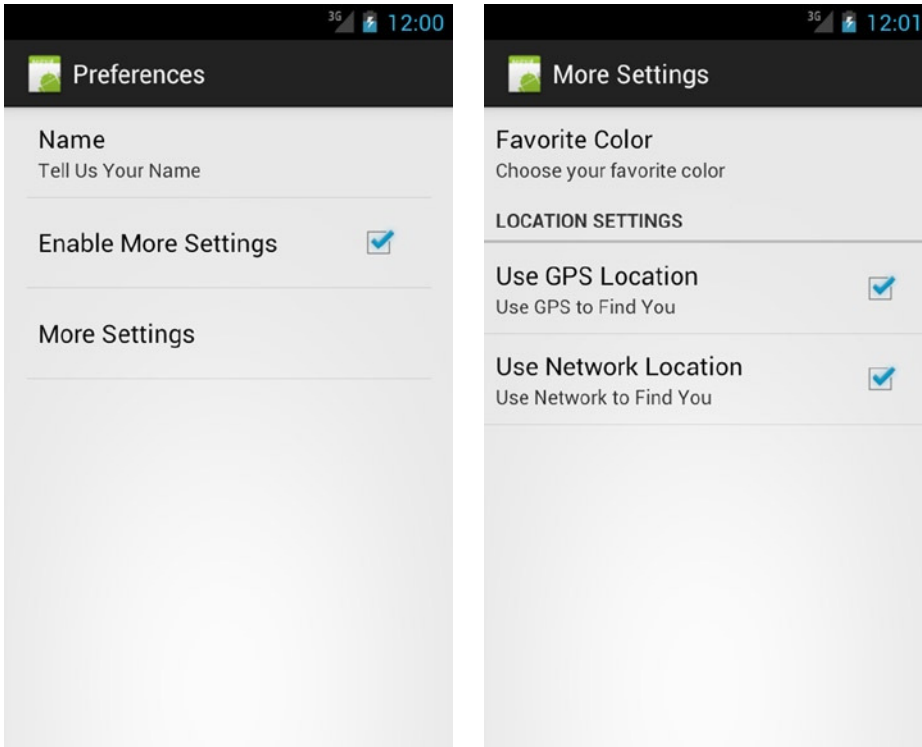 3G 12:00
Preferences
Name
Tell Us Your Name
Enable More Settings
More Settings
3G 12:01
More Settings
Favorite Color
Choose your favorite color
LOCATION SETTINGS
Use GPS Location
Use GPS to Find You
Use Network Location
Use Network to Find You